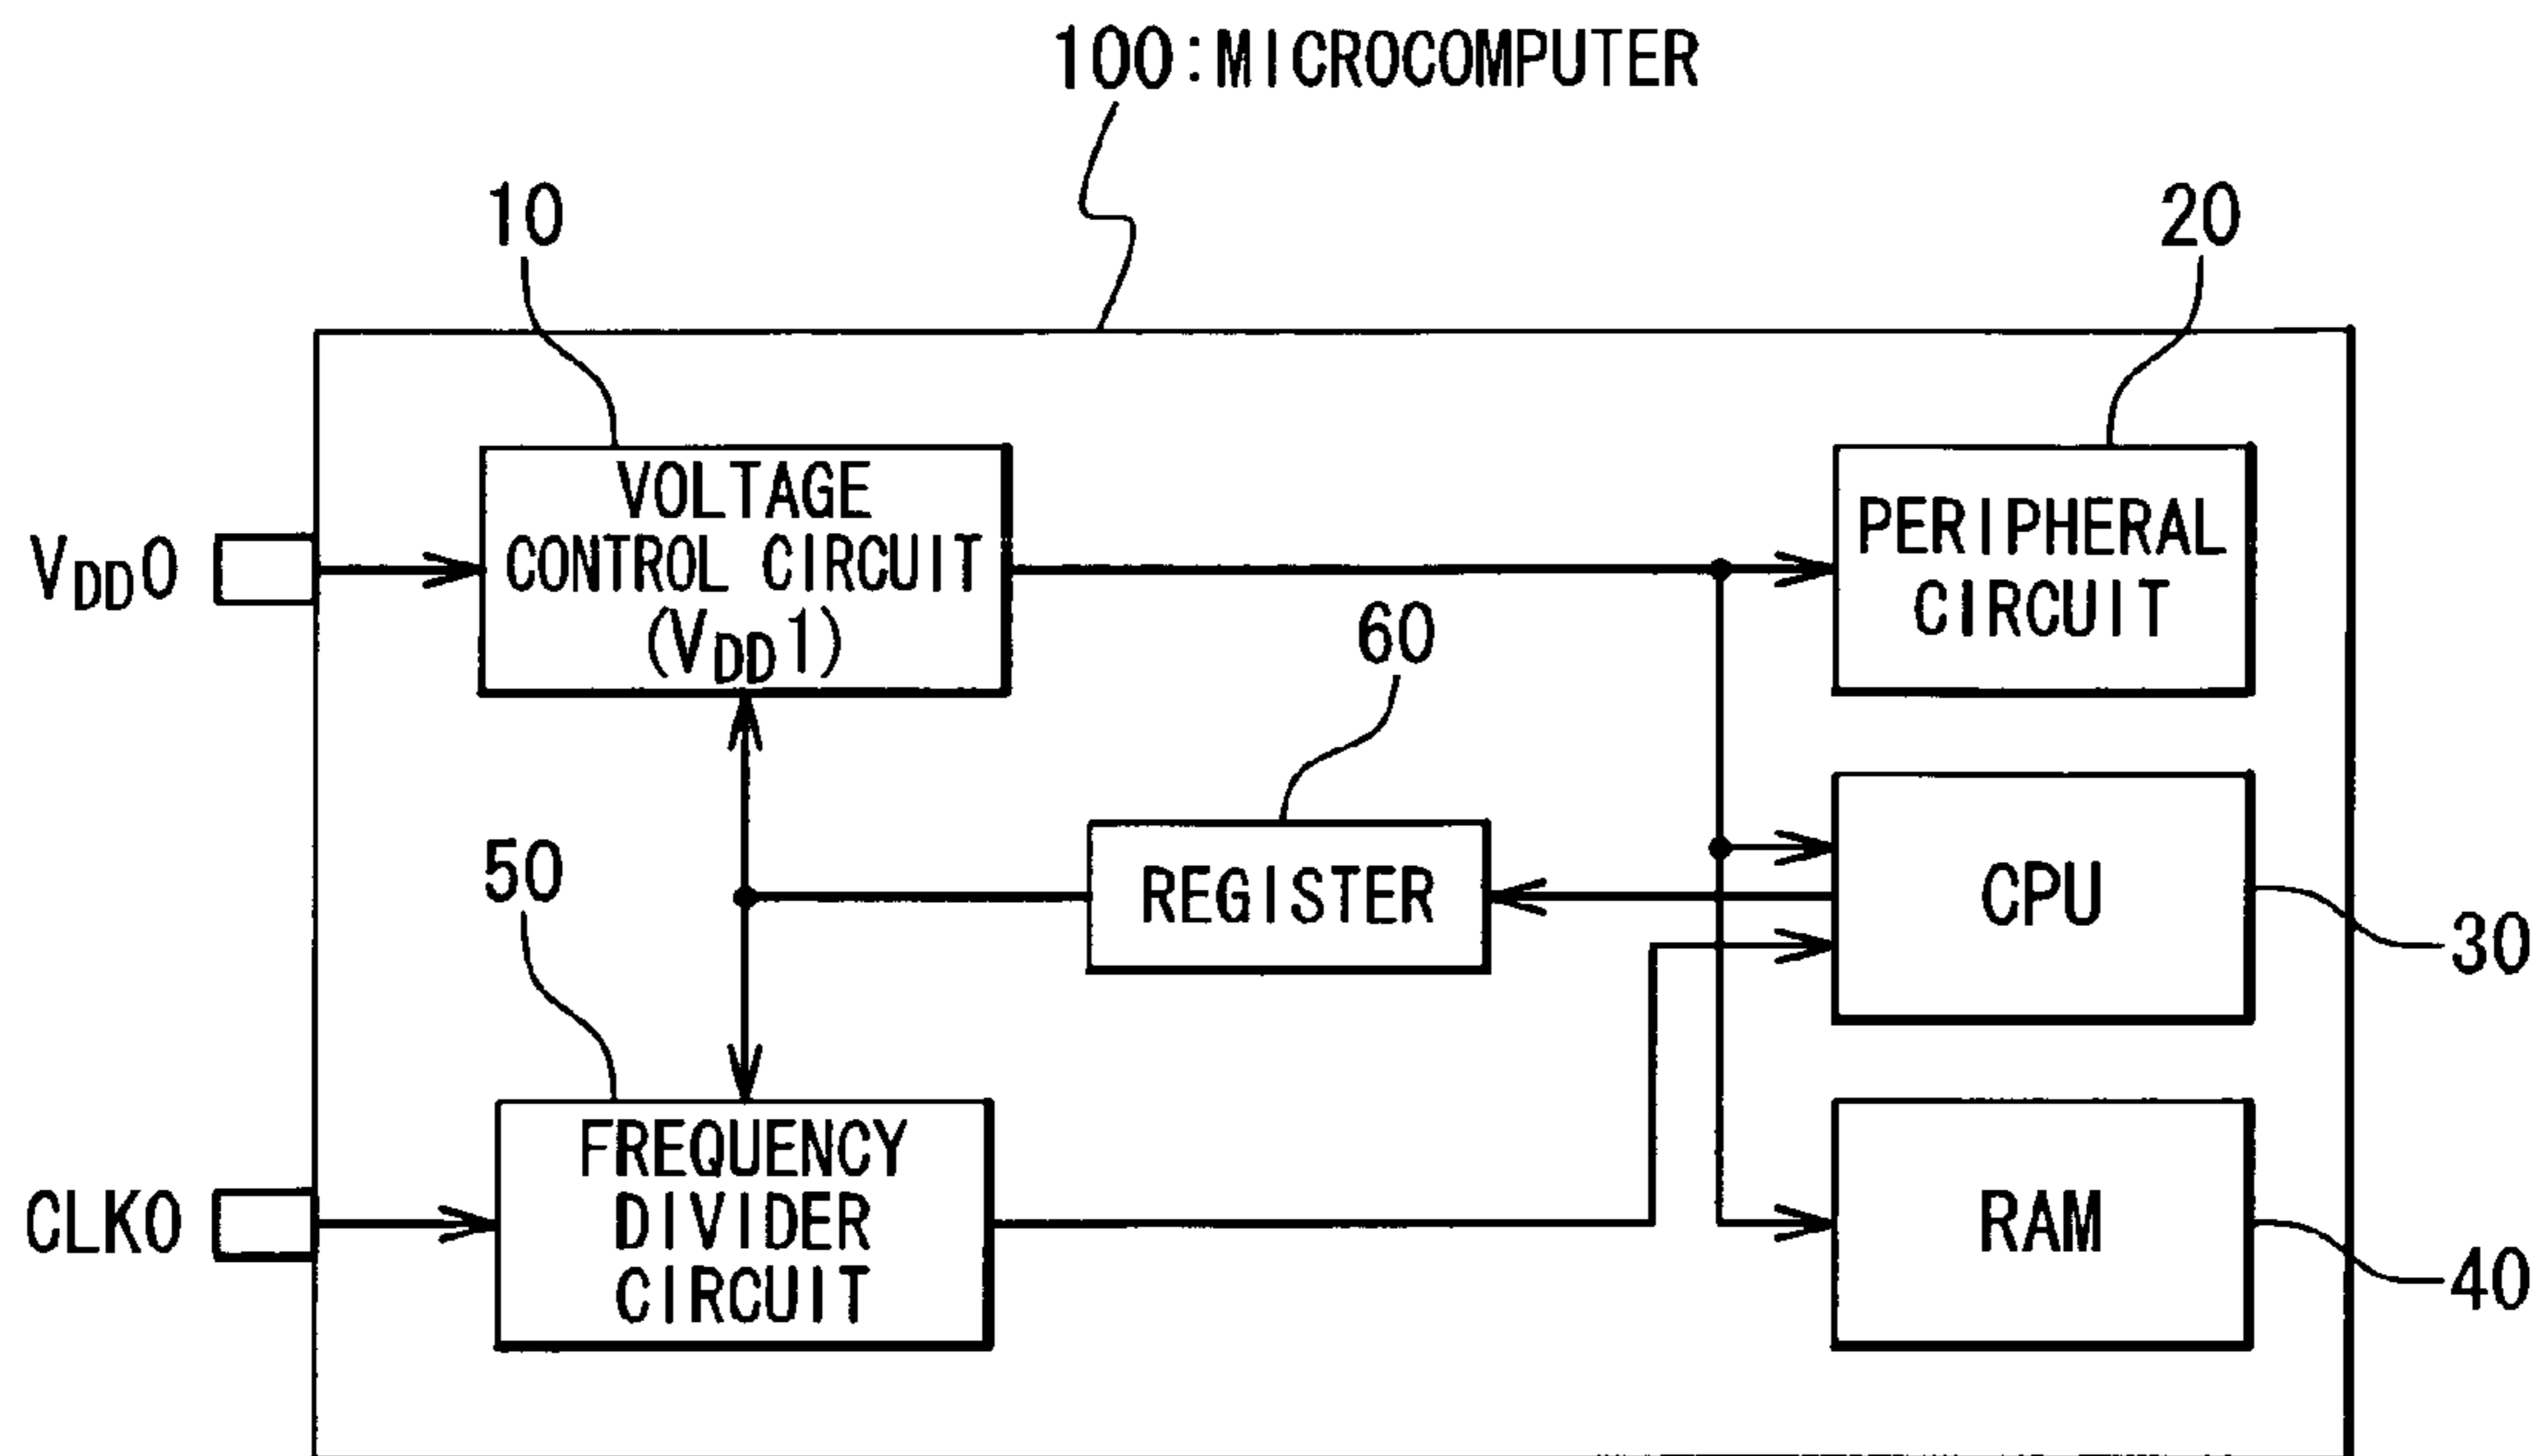 100:MICROCOMPUTER
10
20
VOLTAGE
CONTROL CIRCUIT
(VDD1)
PERIPHERAL
CIRCUIT
VDD0
60
REGISTER
CPU
30
50
FREQUENCY
DIVIDER
CIRCUIT
CLK0
RAM
40